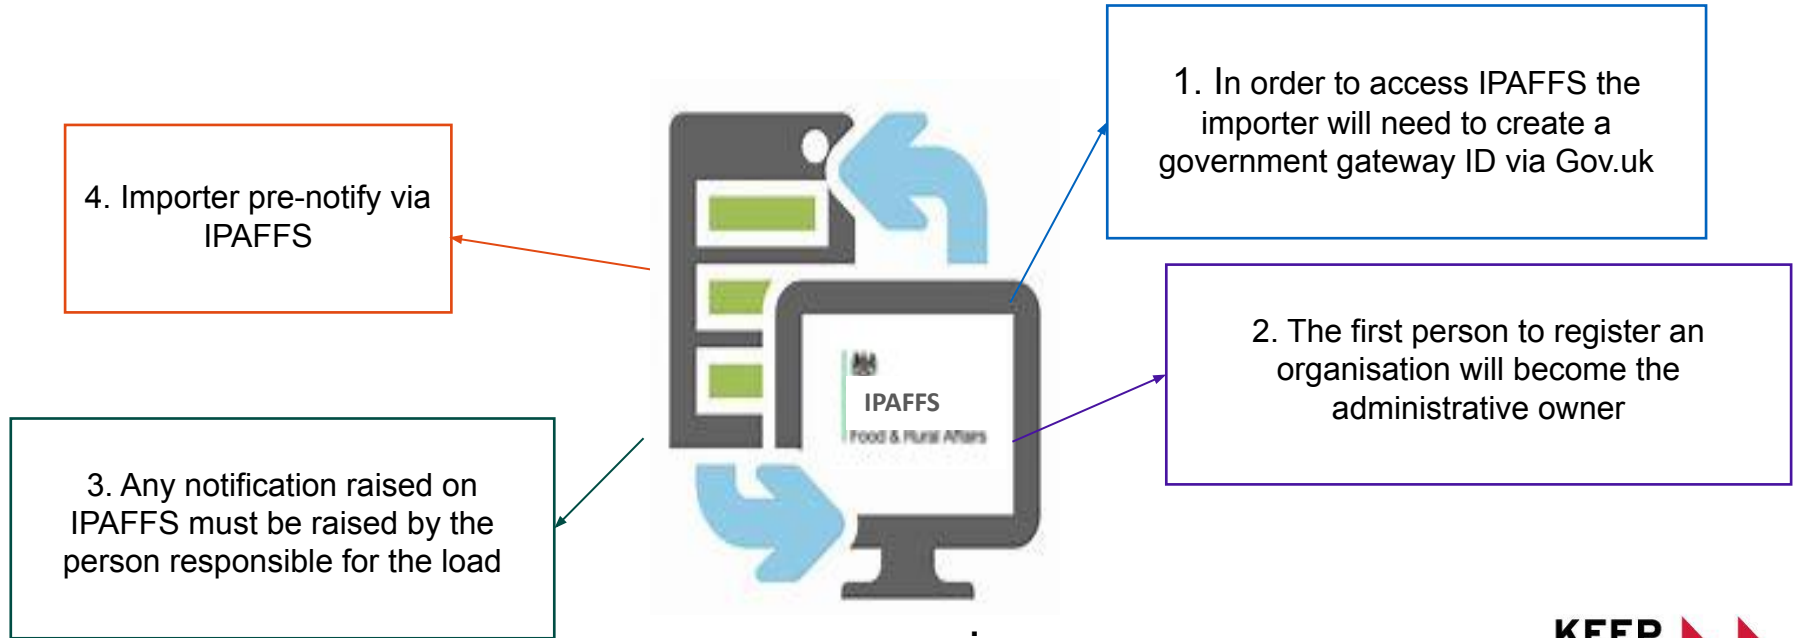 1. In order to access IPAFFS the
importer will need to create a
government gateway ID via Gov.uk
2. The first person to register an
organisation will become the
administrative owner
3. Any notification raised on
IPAFFS must be raised by the
person responsible for the load
4. Importer pre-notify via
IPAFFS
IPAFFS
Food & Rural Affairs
KEEP